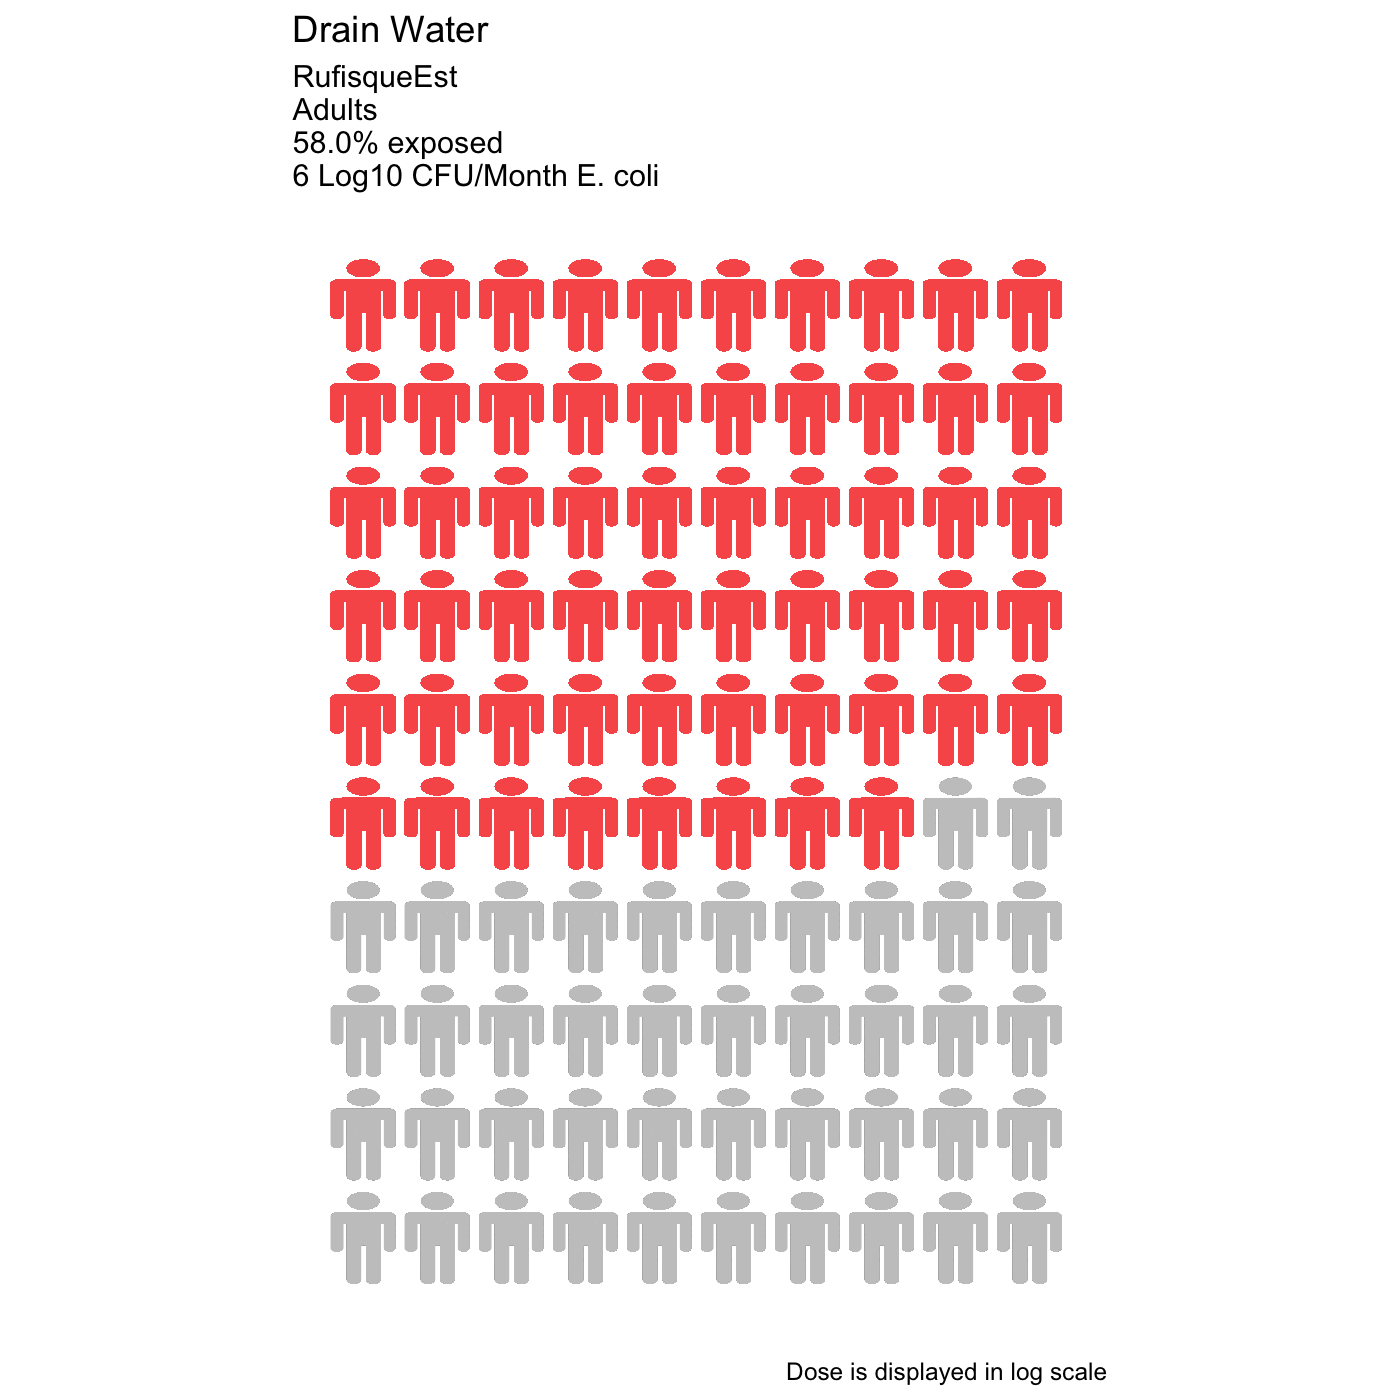 Drain Water
RufisqueEst
Adults
58.0% exposed
6 Log10 CFU/Month E. coli
Dose is displayed in log scale